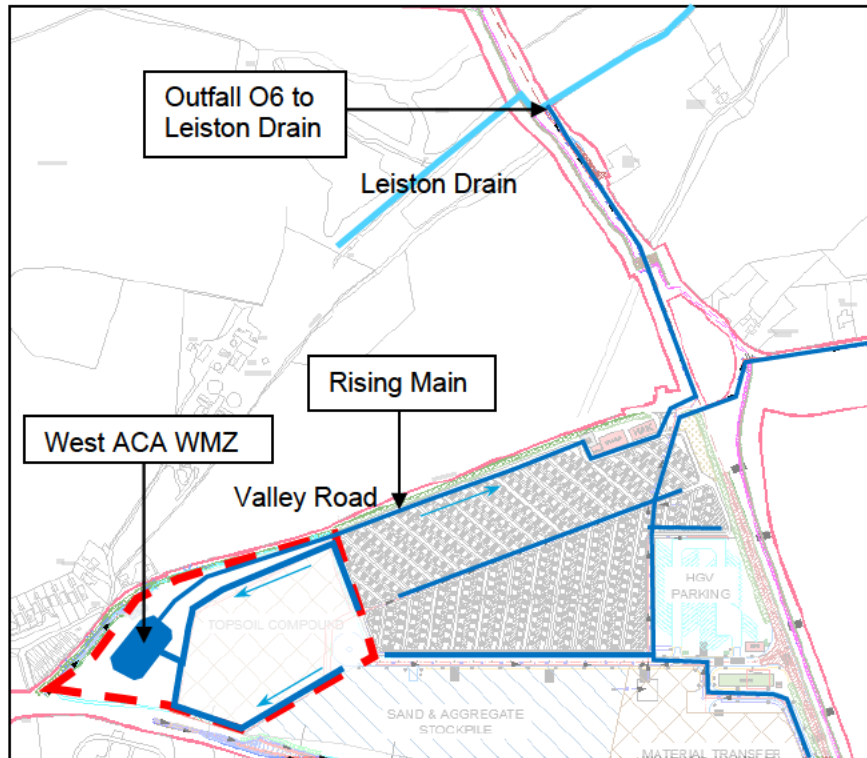 Outfall O6 to
Leiston Drain
Leiston Drain
Rising Main
West ACA WMZ
Valley Road
HGV
PARKING
TOPSOIL COMPOUND
SAND & AGGREGATE
STOCKPILE
MATERIAL TRANSFER